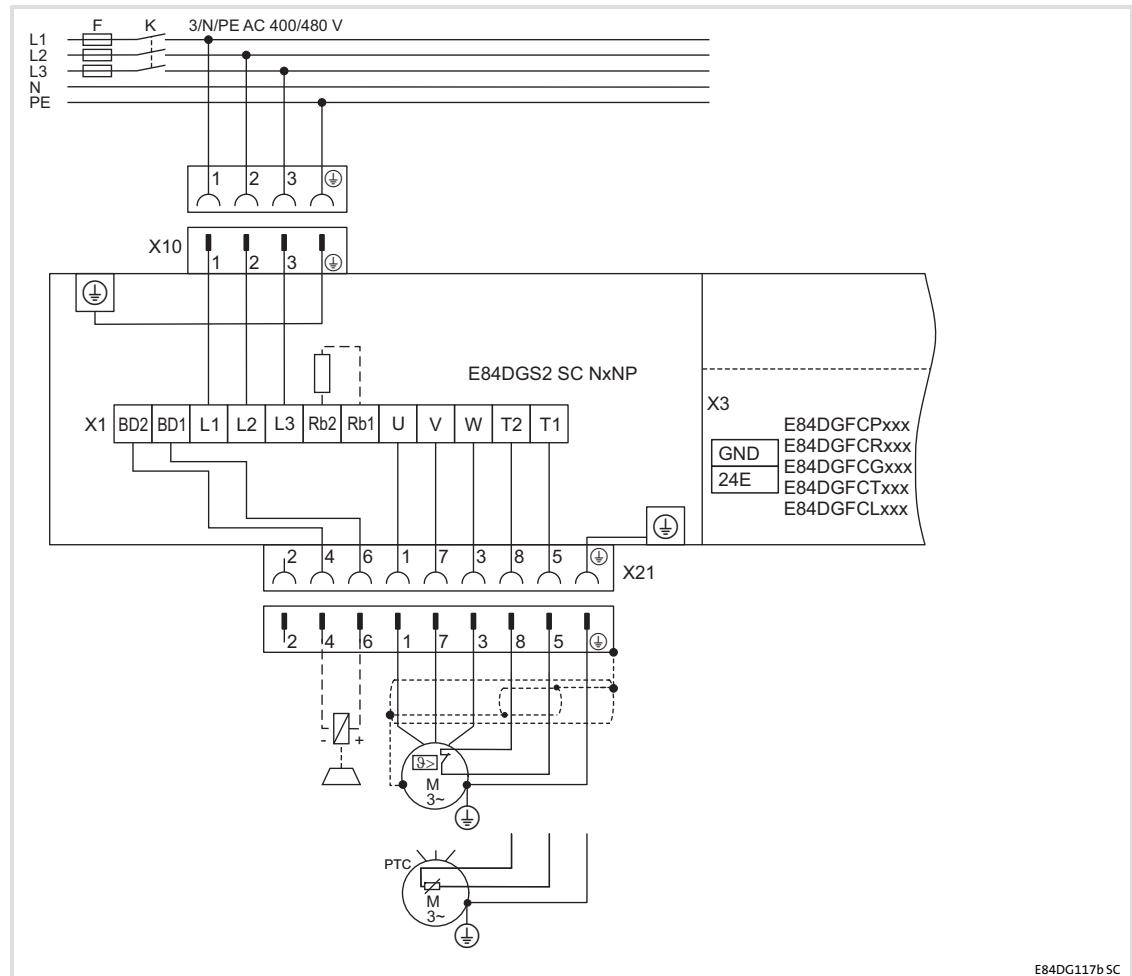 F K 3/N/PE AC 400/480 V
L1
L2
L3
N
PE
1 2 3
X10
1 2 3
E84DGS2 SC NxNP
X1 BD2 BD1 L1 L2 L3 Rb2 Rb1 U V W T2 T1
X3
GND
24E
E84DGFCPxxx
E84DGFCRxxx
E84DGFCGxxx
E84DGFCTxxx
E84DGFCLxxx
2 4 6 1 7 3 8 5
X21
2 4 6 1 7 3 8 5
- +
ϑ>
M
3~
PTC
M
3~
E84DG117b SC